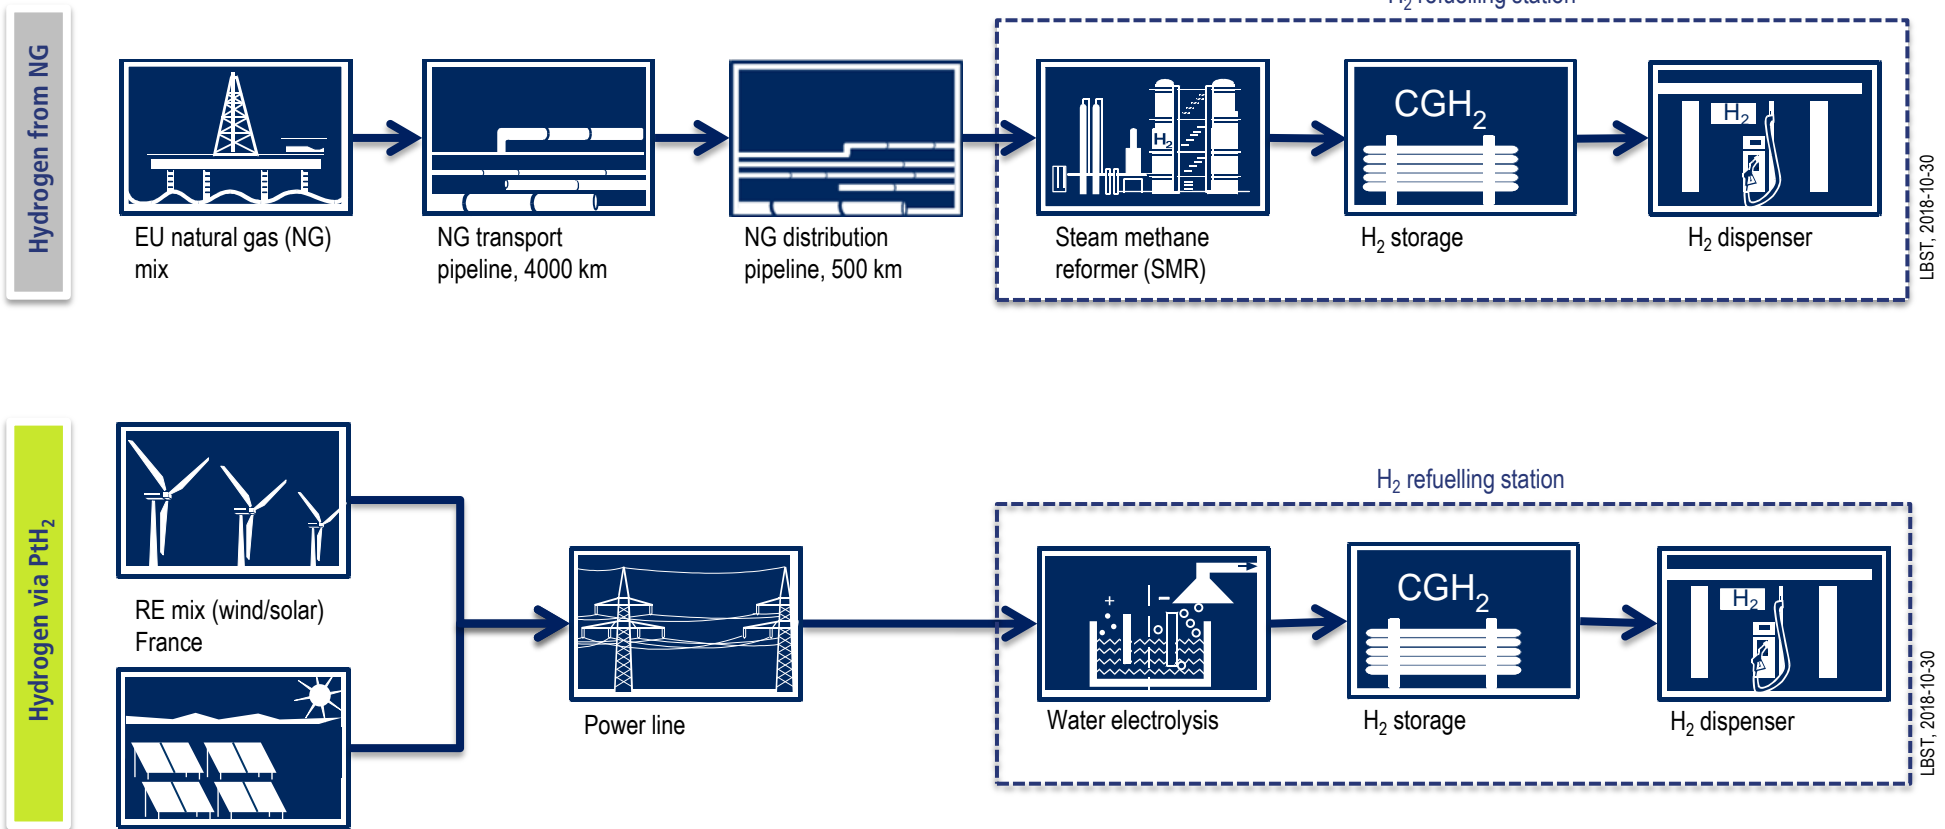 H₂ refuelling station
Hydrogen from NG
H₂
CGH₂
H₂
EU natural gas (NG)
mix
NG transport
pipeline, 4000 km
NG distribution
pipeline, 500 km
Steam methane
reformer (SMR)
H₂ storage
H₂ dispenser
LBST, 2018-10-30
Hydrogen via PtH₂
H₂ refuelling station
RE mix (wind/solar)
France
+
–
CGH₂
H₂
Power line
Water electrolysis
H₂ storage
H₂ dispenser
LBST, 2018-10-30